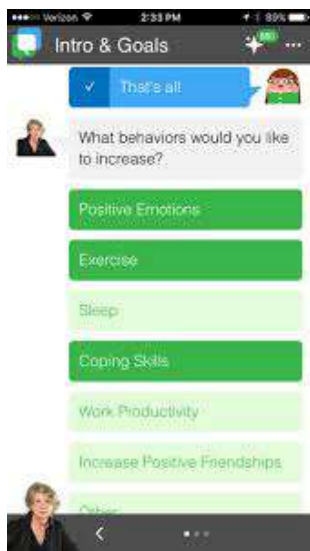 Verizon 2:33 PM 89%
Intro & Goals
That's all
What behaviors would you like
to increase?
Positive Emotions
Exercise
Sleep
Coping Skills
Work Productivity
Increase Positive Friendships
Other